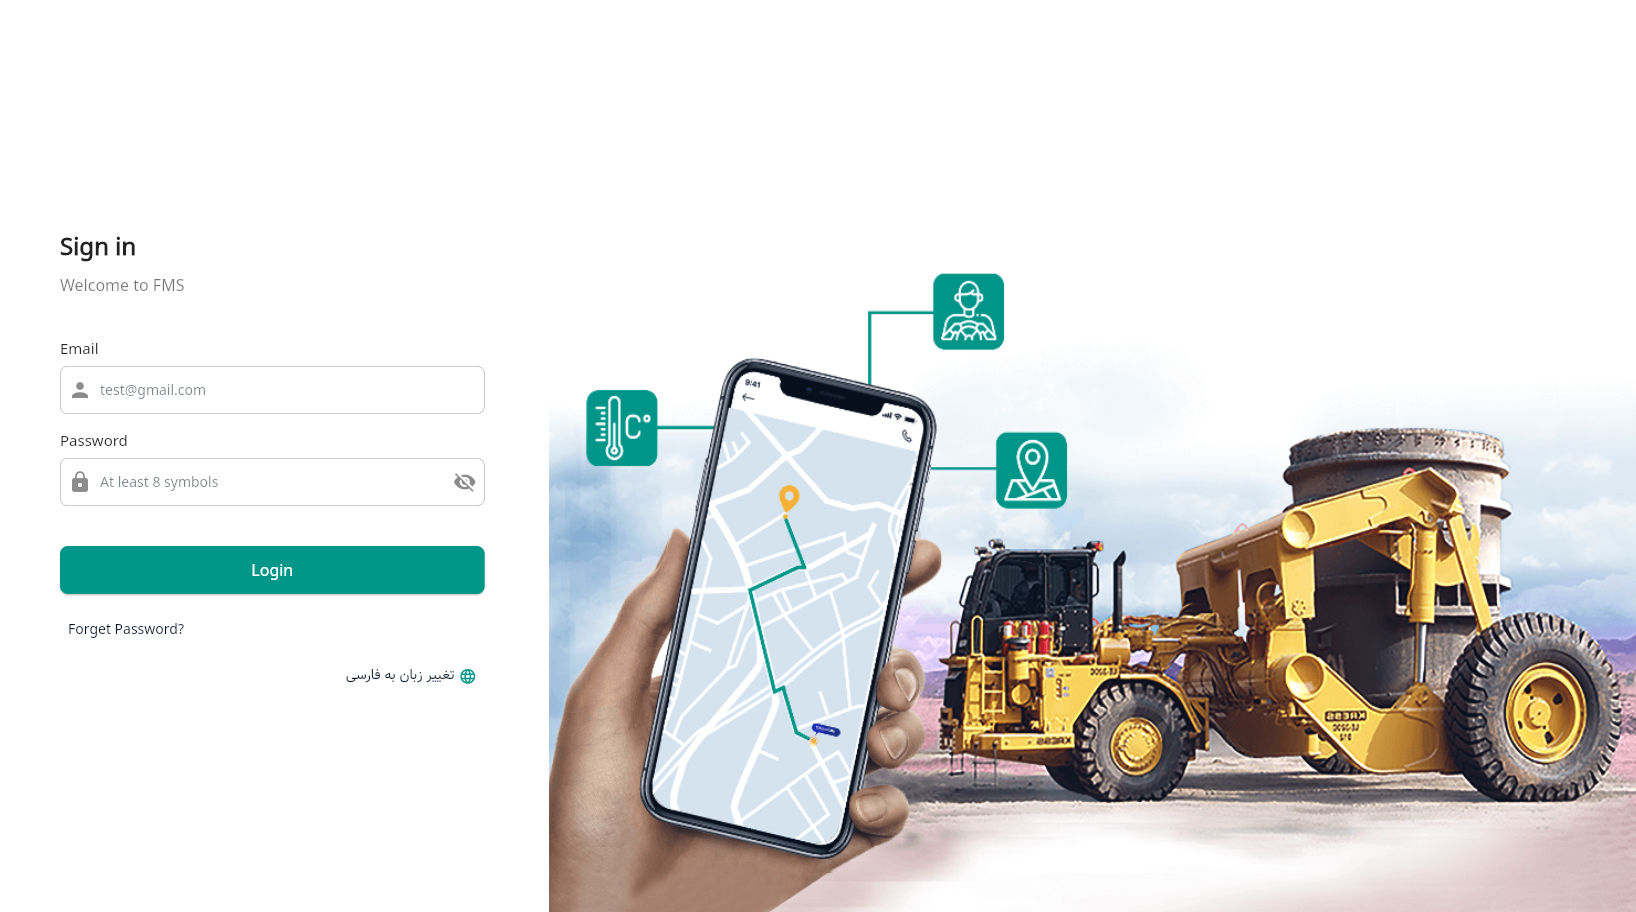 Sign in
Welcome to FMS
Email
test@gmail.com
Password
At least 8 symbols
Login
Forget Password?
تغییر زبان به فارسی
C°
9:41